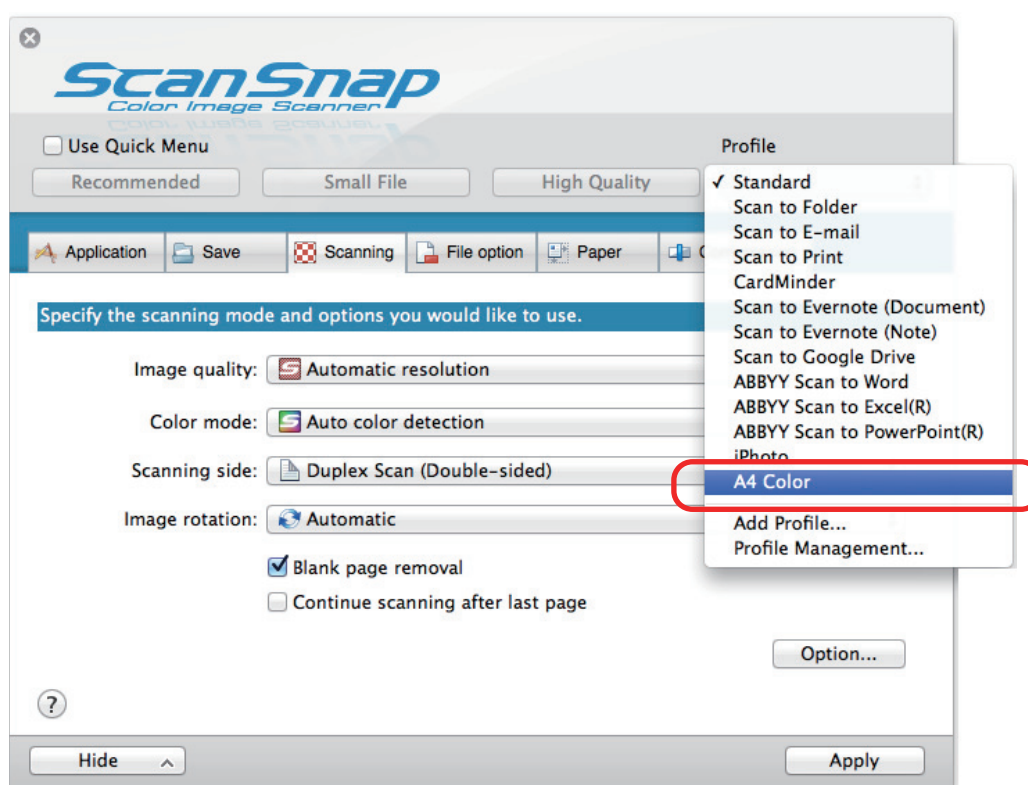 ScanSnap
Color Image Scanner
Use Quick Menu
Profile
Recommended
Small File
High Quality
✓ Standard
Scan to Folder
Scan to E-mail
Scan to Print
CardMinder
Scan to Evernote (Document)
Scan to Evernote (Note)
Scan to Google Drive
ABBYY Scan to Word
ABBYY Scan to Excel(R)
ABBYY Scan to PowerPoint(R)
iPhoto
A4 Color
Add Profile...
Profile Management...
Application
Save
Scanning
File option
Paper
Specify the scanning mode and options you would like to use.
Image quality: Automatic resolution
Color mode: Auto color detection
Scanning side: Duplex Scan (Double-sided)
Image rotation: Automatic
Blank page removal
Continue scanning after last page
Option...
?
Hide
Apply